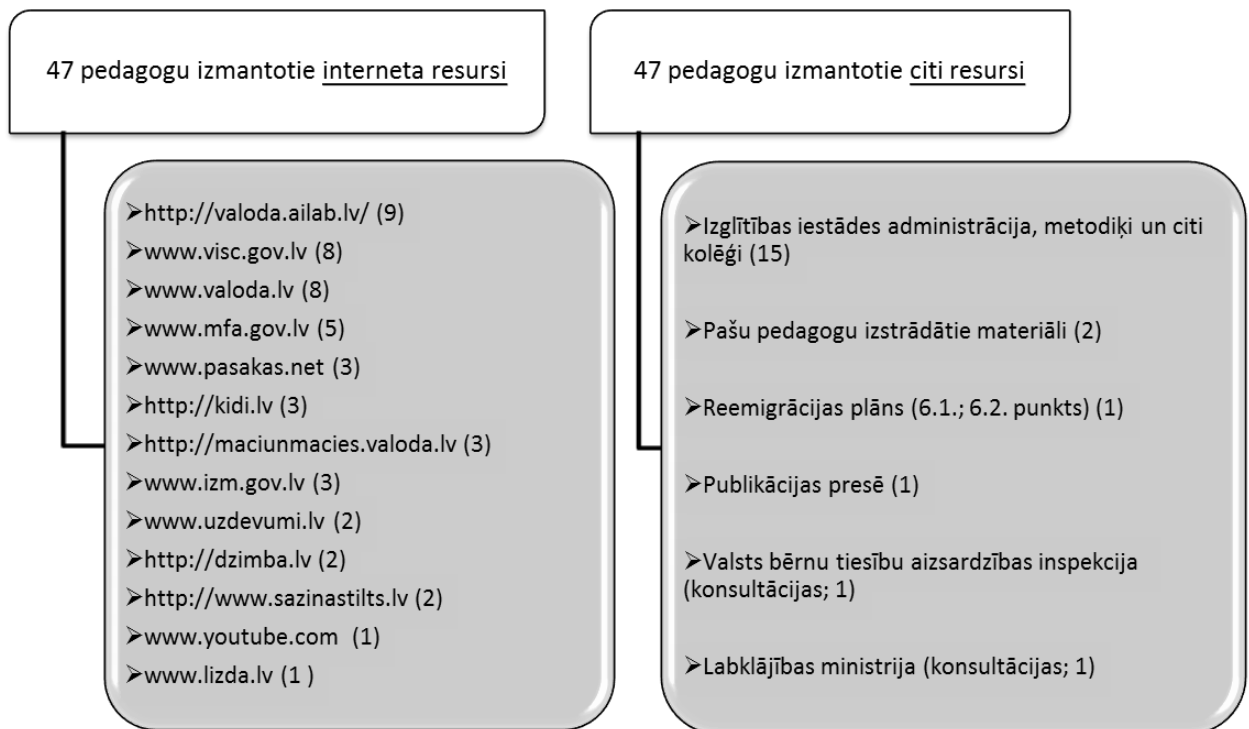 47 pedagogu izmantotie interneta resursi
➢http://valoda.ailab.lv/ (9)
➢www.visc.gov.lv (8)
➢www.valoda.lv (8)
➢www.mfa.gov.lv (5)
➢www.pasakas.net (3)
➢http://kidi.lv (3)
➢http://maciunmacies.valoda.lv (3)
➢www.izm.gov.lv (3)
➢www.uzdevumi.lv (2)
➢http://dzimba.lv (2)
➢http://www.sazinastilts.lv (2)
➢www.youtube.com  (1)
➢www.lizda.lv (1 )
47 pedagogu izmantotie citi resursi
➢Izglītības iestādes administrācija, metodiķi un citi
kolēģi (15)
➢Pašu pedagogu izstrādātie materiāli (2)
➢Reemigrācijas plāns (6.1.; 6.2. punkts) (1)
➢Publikācijas presē (1)
➢Valsts bērnu tiesību aizsardzības inspekcija
(konsultācijas; 1)
➢Labklājības ministrija (konsultācijas; 1)